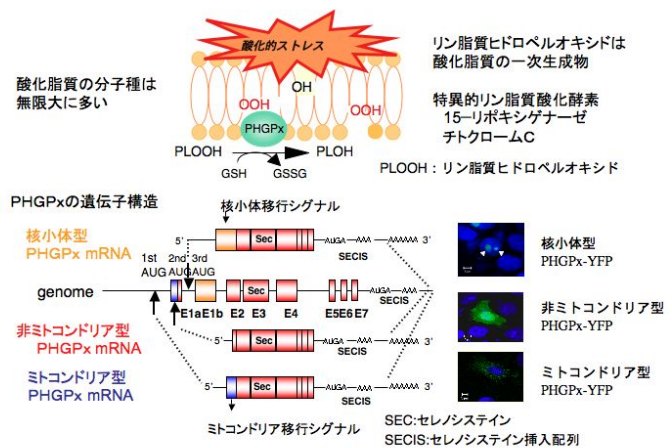 酸化的ストレス
OH
OOH
OOH
PHGPx
PLOOH
PLOH
GSH
GSSG
酸化脂質の分子種は
無限大に多い
リン脂質ヒドロペルオキシドは
酸化脂質の一次生成物
特異的リン脂質酸化酵素
15－リポキシゲナーゼ
チトクロームC
PLOOH：リン脂質ヒドロペルオキシド
PHGPxの遺伝子構造
核小体移行シグナル
核小体型
PHGPx mRNA
5'
Sec
AUGA
AAA
AAAAAA
3'
SECIS
1st
AUG
2nd
AUG
3rd
AUG
genome
Sec
AUGA
AAA
SECIS
E1a
E1b
E2
E3
E4
E5
E6
E7
非ミトコンドリア型
PHGPx mRNA
5'
Sec
AUGA
AAA
AAAAAA
3'
SECIS
ミトコンドリア型
PHGPx mRNA
5'
Sec
AUGA
AAA
AAAAAA
3'
SECIS
ミトコンドリア移行シグナル
核小体型
PHGPx-YFP
非ミトコンドリア型
PHGPx-YFP
ミトコンドリア型
PHGPx-YFP
SEC:セレノシステイン
SECIS:セレノシステイン挿入配列